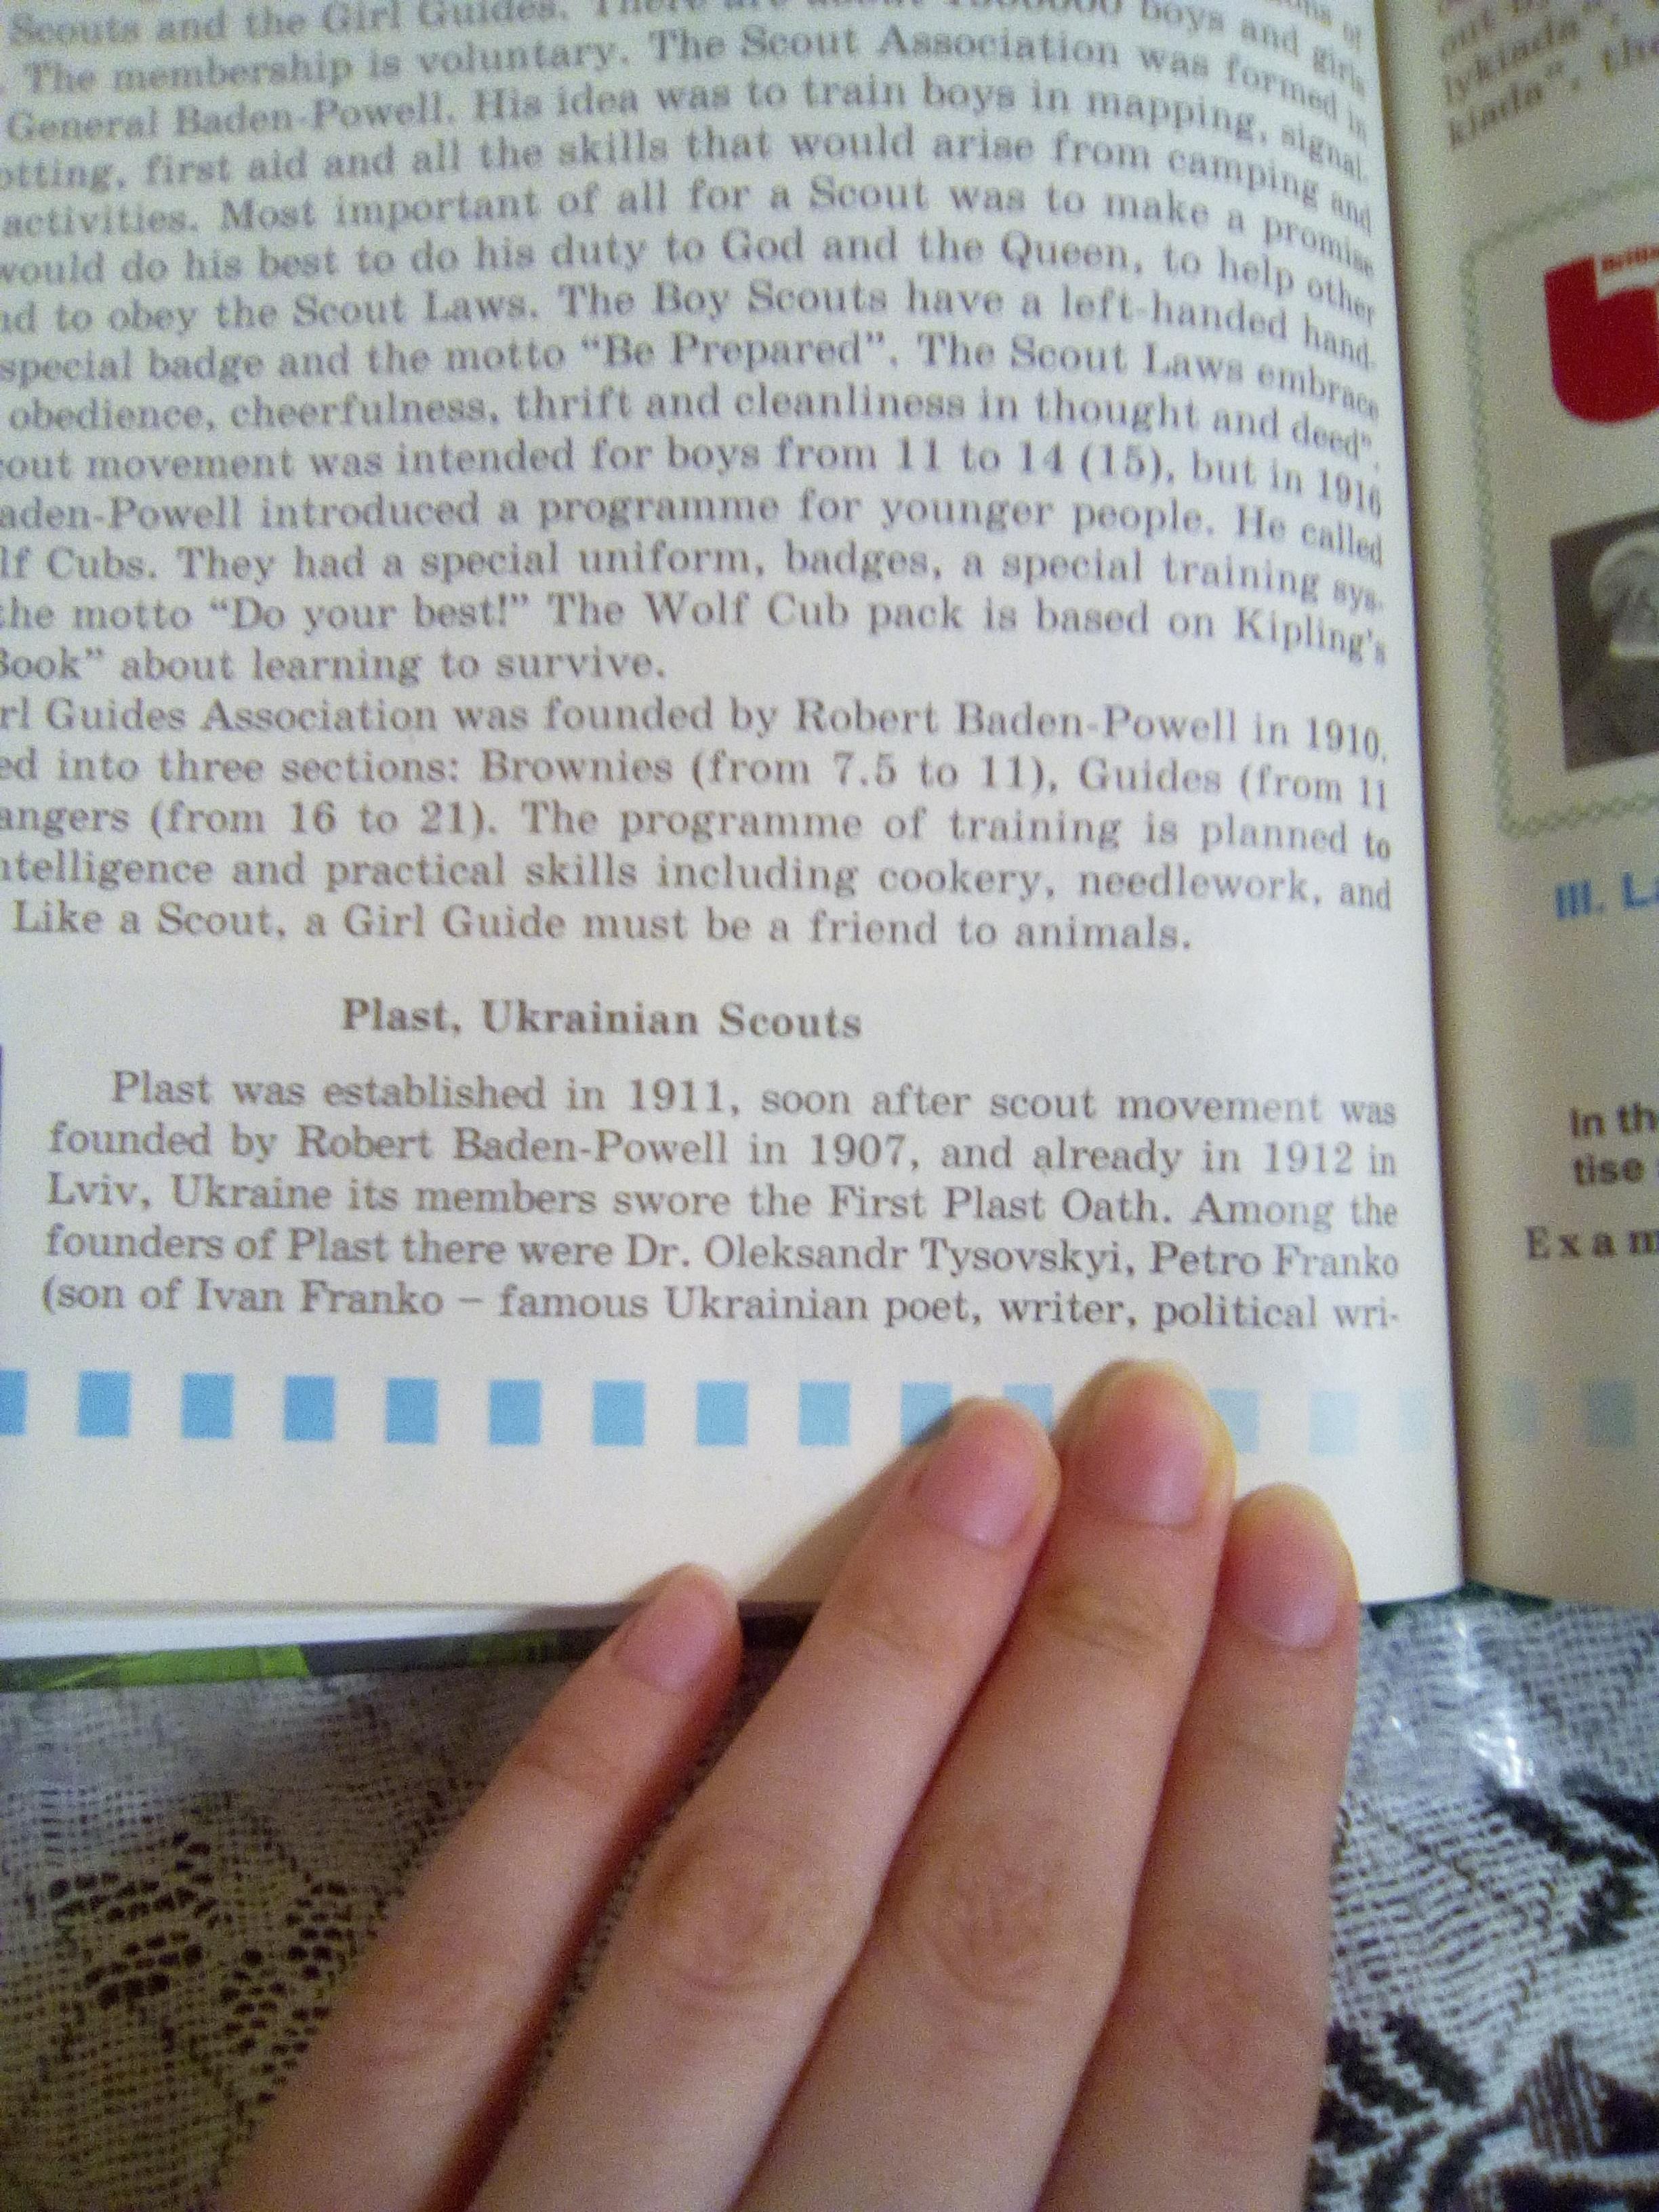 Scouts and the Girl Guides. There are about 1300000 boys and girls
. The membership is voluntary. The Scout Association was formed in
General Baden-Powell. His idea was to train boys in mapping, signal-
otting, first aid and all the skills that would arise from camping and
activities. Most important of all for a Scout was to make a promise
would do his best to do his duty to God and the Queen, to help other
nd to obey the Scout Laws. The Boy Scouts have a left-handed hand-
special badge and the motto “Be Prepared”. The Scout Laws embrace
obedience, cheerfulness, thrift and cleanliness in thought and deed”.
cout movement was intended for boys from 11 to 14 (15), but in 1916
aden-Powell introduced a programme for younger people. He called
lf Cubs. They had a special uniform, badges, a special training sys-
the motto “Do your best!” The Wolf Cub pack is based on Kipling's
Book” about learning to survive.
rl Guides Association was founded by Robert Baden-Powell in 1910.
ed into three sections: Brownies (from 7.5 to 11), Guides (from 11
angers (from 16 to 21). The programme of training is planned to
ntelligence and practical skills including cookery, needlework, and
Like a Scout, a Girl Guide must be a friend to animals.
Plast, Ukrainian Scouts
Plast was established in 1911, soon after scout movement was
founded by Robert Baden-Powell in 1907, and already in 1912 in
Lviv, Ukraine its members swore the First Plast Oath. Among the
founders of Plast there were Dr. Oleksandr Tysovskyi, Petro Franko
(son of Ivan Franko – famous Ukrainian poet, writer, political wri-
out
lykiada”,
kiada”, the
III. L
In th
tise
Exam